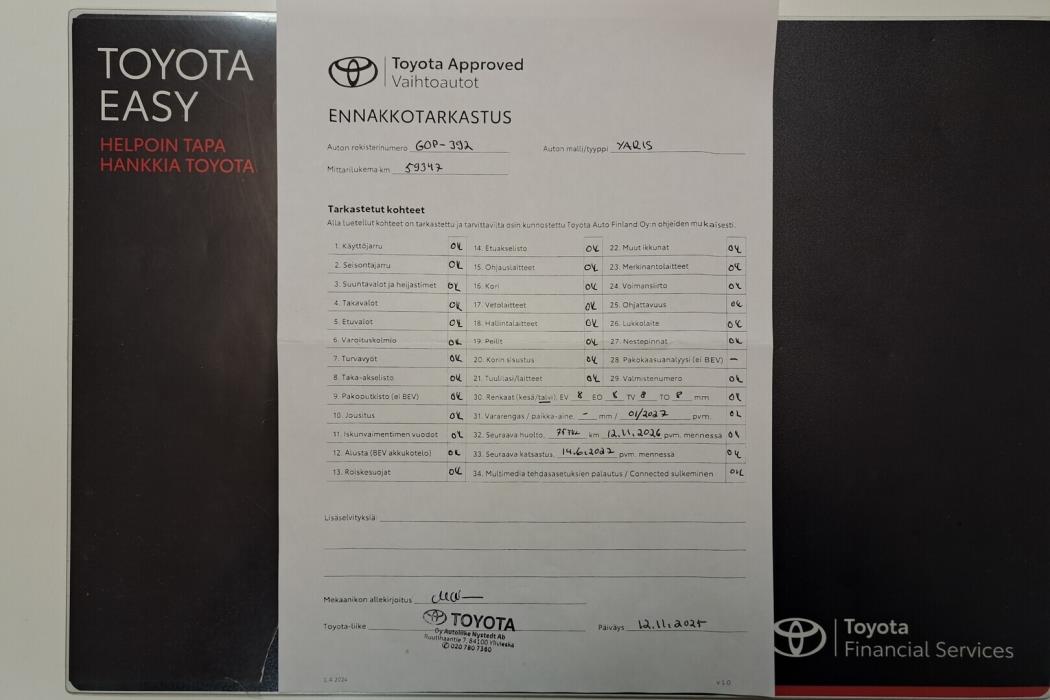 TOYOTA
EASY
HELPOIN TAPA
HANKKIA TOYOTA
Toyota Approved
Vaihtoautot
ENNAKKOTARKASTUS
Auton rekisterinumero GOP-392 Auton malli/tyyppi YARIS
Mittarilukema km 59347
Tarkastetut kohteet
Alla luetellut kohteet on tarkastettu ja tarvittavilta osin kunnostettu Toyota Auto Finland Oy:n ohjeiden mukaisesti.
1. Käyttöjarru OK 14. Etuakselisto OK 22. Muut ikkunat OK
2. Seisontajarru OK 15. Ohjauslaitteet OK 23. Merkinantolaitteet OK
3. Suuntavalot ja heijastimet OK 16. Kori OK 24. Voimansiirto OK
4. Takavalot OK 17. Vetolaitteet OK 25. Ohjattavuus OK
5. Etuvalot OK 18. Hallintalaitteet OK 26. Lukkolaite OK
6. Varoituskolmio OK 19. Peilit OK 27. Nestepinnat OK
7. Turvavyöt OK 20. Korin sisustus OK 28. Pakokaasuanalyysi (ei BEV) –
8. Taka-akselisto OK 21. Tuulilasi/laitteet OK 29. Valmistenumero OK
9. Pakoputkisto (ei BEV) OK 30. Renkaat (kesä/talvi). EV 8 EO 8 TV 8 TO 8 mm OK
10. Jousitus OK 31. Vararengas / paikka-aine. - mm / 01/2027 pvm. OK
11. Iskunvaimentimen vuodot OK 32. Seuraava huolto. km 12.11.2026 pvm. mennessä OK
12. Alusta (BEV akkukotelo) OK 33. Seuraava katsastus. 14.6.2027 pvm. mennessä OK
13. Roiskesuojat OK 34. Multimedia tehdasasetuksien palautus / Connected sulkeminen OK
Lisäselvityksiä
Mekaanikon allekirjoitus
Toyota-liike TOYOTA
Oy Autoliike Nystedt Ab
Ruutihaantie 7, 84100 Ylivieska
✆ 020 780 7360
Päiväys 12.11.2025
1.4.2024 v 1.0
Toyota
Financial Services